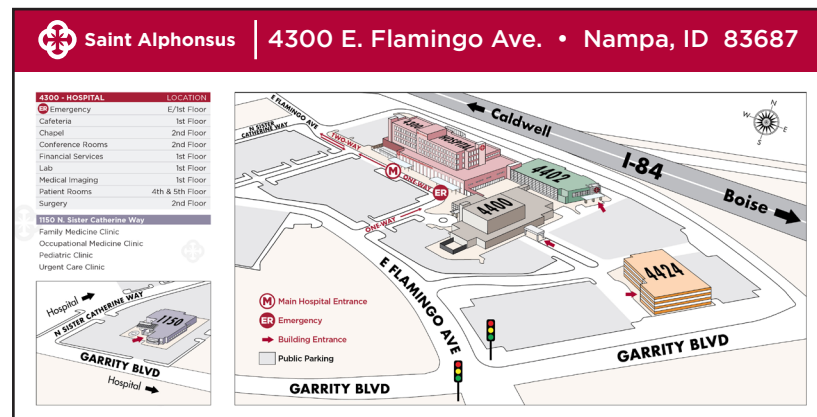 Saint Alphonsus 4300 E. Flamingo Ave. • Nampa, ID 83687
4300 - HOSPITAL LOCATION
ER Emergency E/1st Floor
Cafeteria 1st Floor
Chapel 2nd Floor
Conference Rooms 2nd Floor
Financial Services 1st Floor
Lab 1st Floor
Medical Imaging 1st Floor
Patient Rooms 4th & 5th Floor
Surgery 2nd Floor
1150 N. Sister Catherine Way
Family Medicine Clinic
Occupational Medicine Clinic
Pediatric Clinic
Urgent Care Clinic
Hospital
N SISTER CATHERINE WAY
1150
GARRITY BLVD
Hospital
E FLAMINGO AVE
N SISTER
CATHERINE WAY
TWO-WAY
4300 HOSPITAL
M
ONE-WAY
ER
ONE-WAY
4402
4400
4424
Caldwell
I-84
Boise
N
W
E
S
E FLAMINGO AVE
M Main Hospital Entrance
ER Emergency
Building Entrance
Public Parking
GARRITY BLVD
GARRITY BLVD